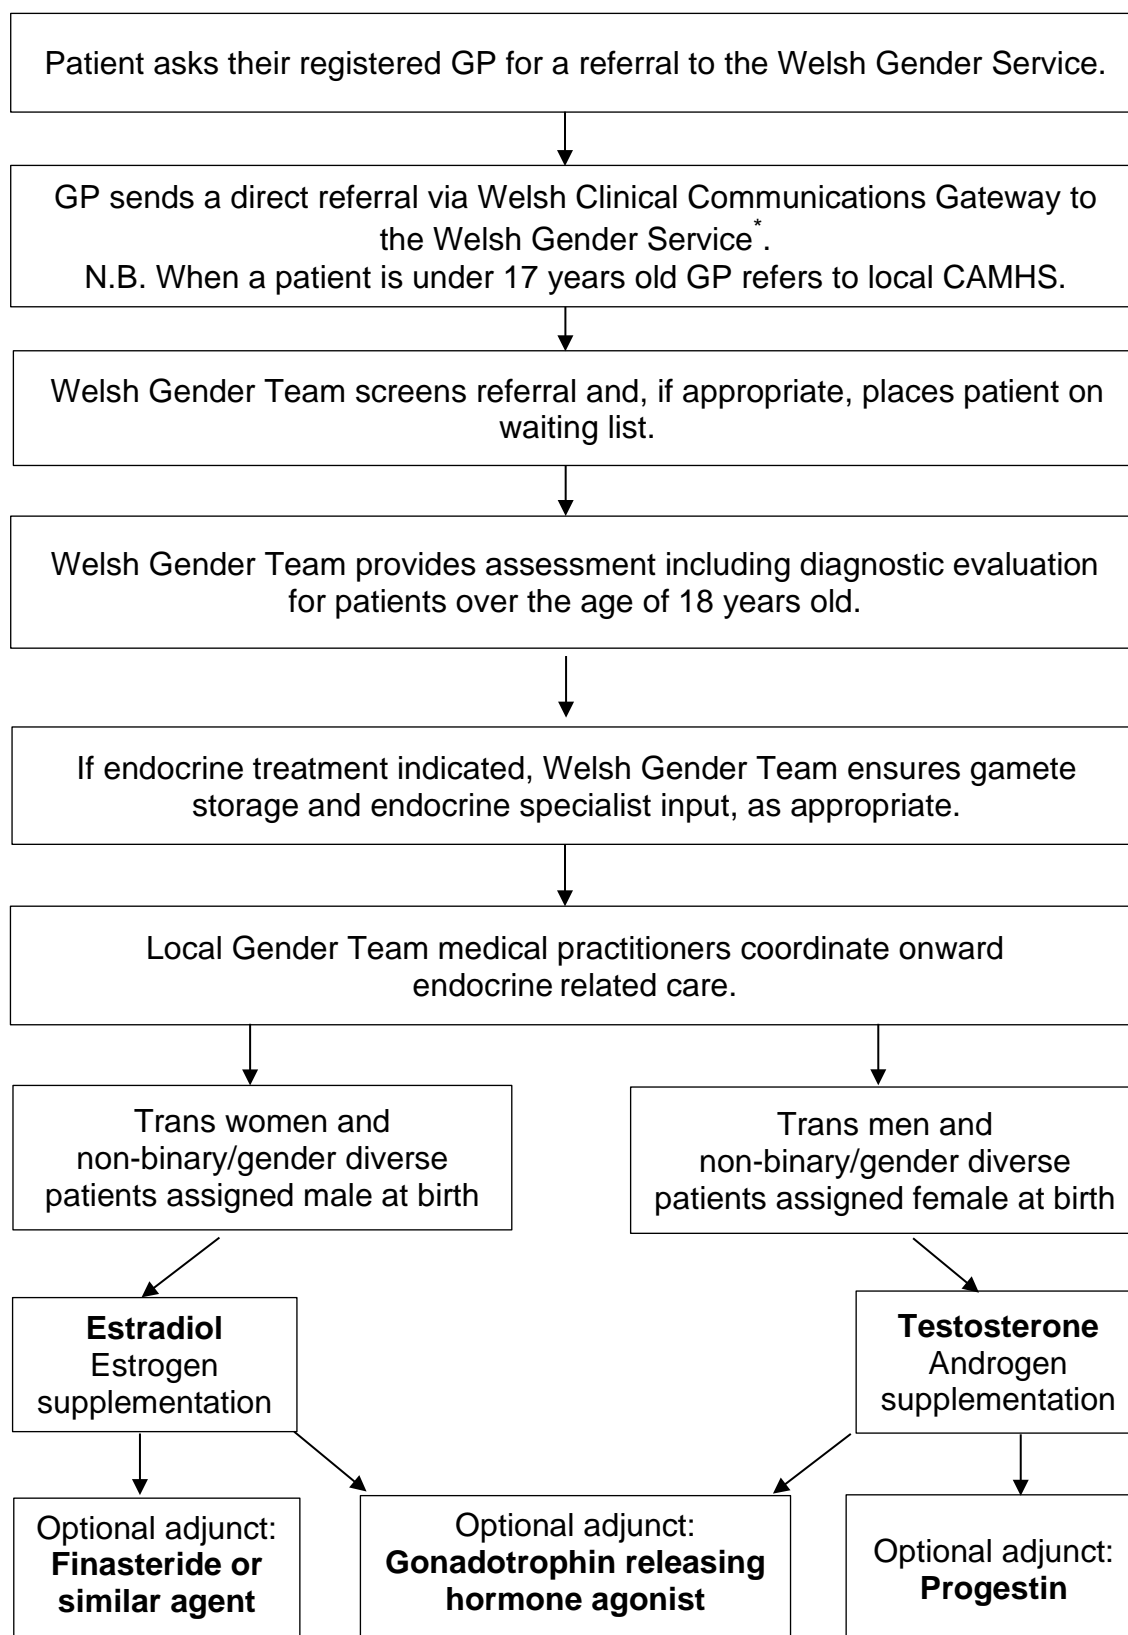 Patient asks their registered GP for a referral to the Welsh Gender Service.
GP sends a direct referral via Welsh Clinical Communications Gateway to
the Welsh Gender Service*.
N.B. When a patient is under 17 years old GP refers to local CAMHS.
Welsh Gender Team screens referral and, if appropriate, places patient on
waiting list.
Welsh Gender Team provides assessment including diagnostic evaluation
for patients over the age of 18 years old.
If endocrine treatment indicated, Welsh Gender Team ensures gamete
storage and endocrine specialist input, as appropriate.
Local Gender Team medical practitioners coordinate onward
endocrine related care.
Trans women and
non-binary/gender diverse
patients assigned male at birth
Trans men and
non-binary/gender diverse
patients assigned female at birth
Estradiol
Estrogen
supplementation
Testosterone
Androgen
supplementation
Optional adjunct:
Finasteride or
similar agent
Optional adjunct:
Gonadotrophin releasing
hormone agonist
Optional adjunct:
Progestin